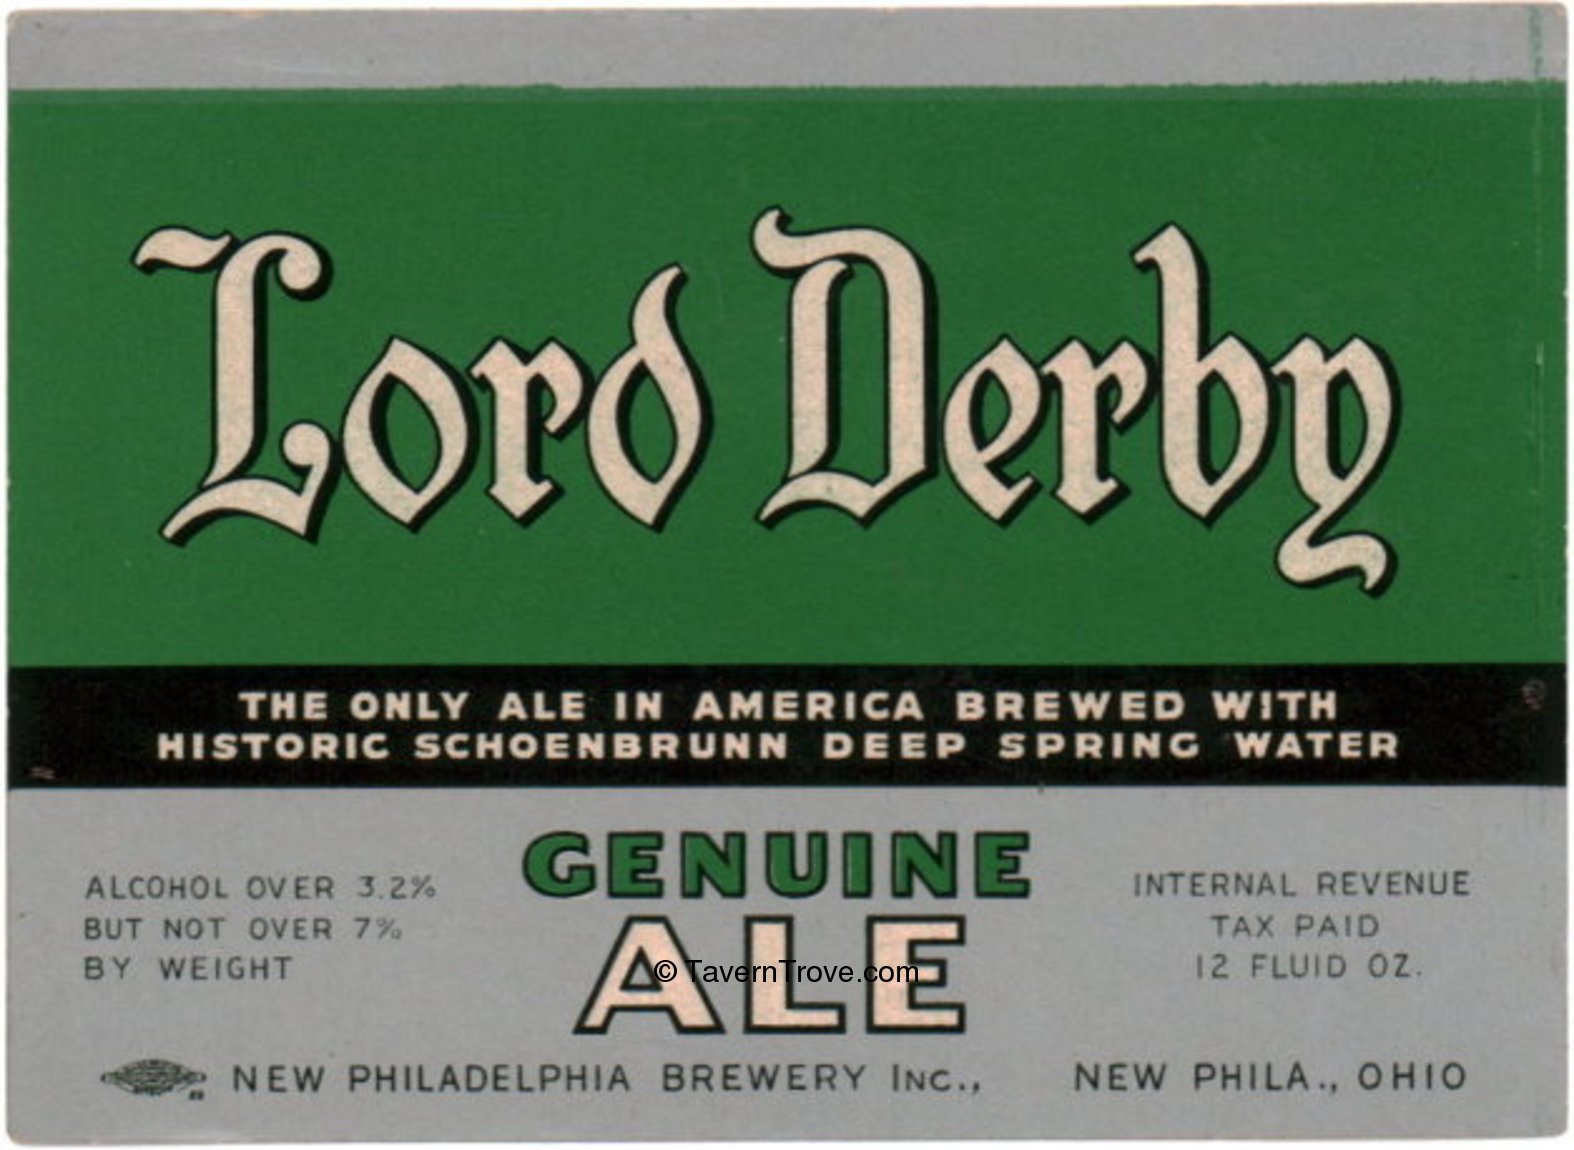 Lord Derby
THE ONLY ALE IN AMERICA BREWED WITH
HISTORIC SCHOENBRUNN DEEP SPRING WATER
GENUINE
ALE
ALCOHOL OVER 3.2%
BUT NOT OVER 7%
BY WEIGHT
INTERNAL REVENUE
TAX PAID
12 FLUID OZ.
© TavernTrove.com
NEW PHILADELPHIA BREWERY INC., NEW PHILA., OHIO